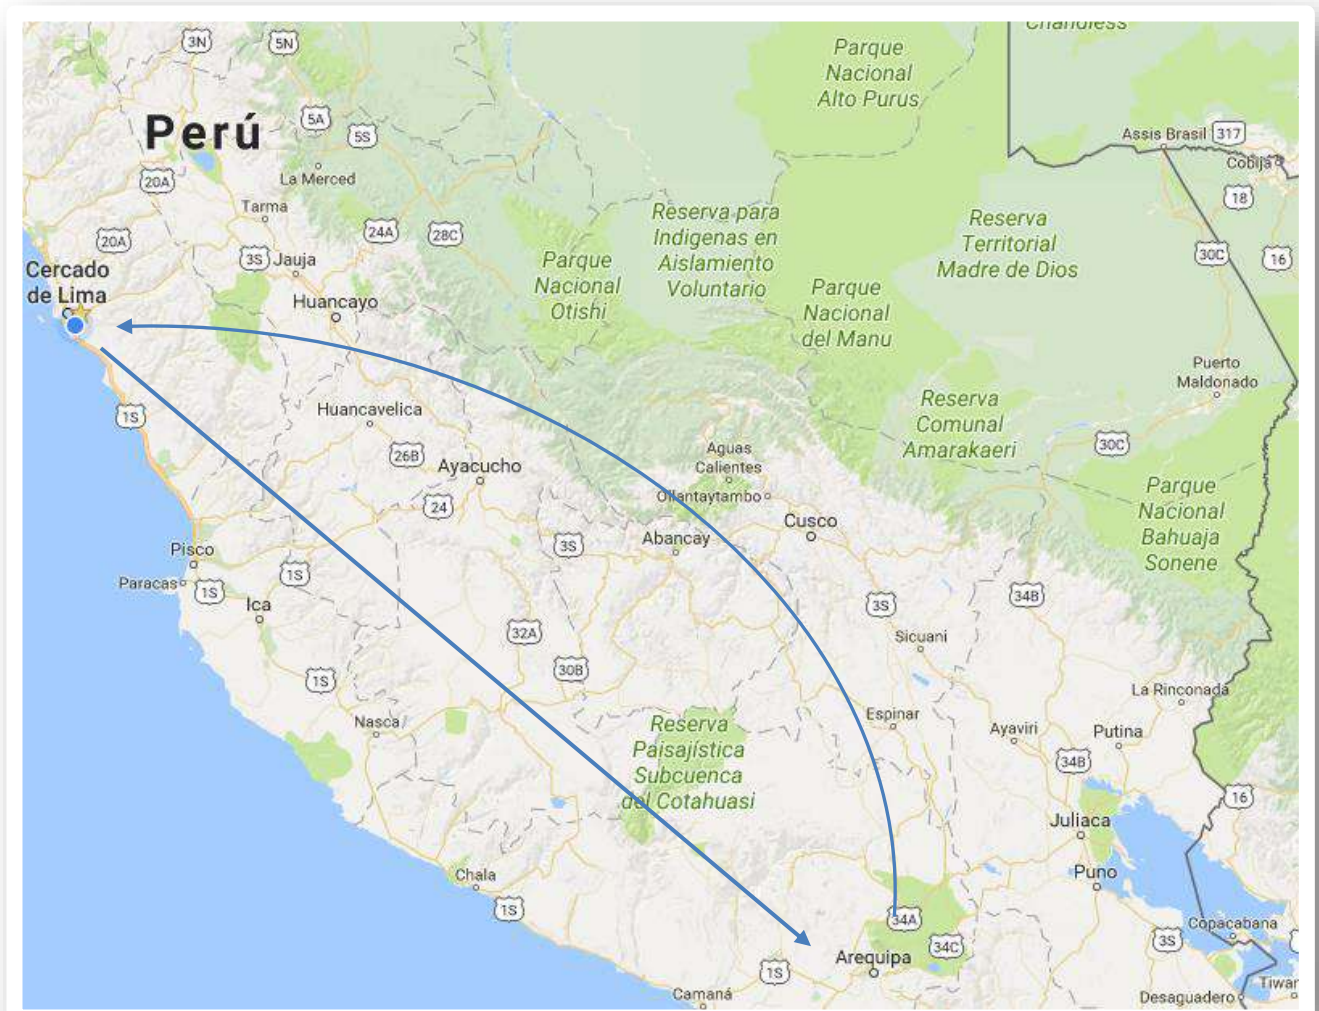 Chandless
3N
5N
Parque
Nacional
Alto Purus
5A
Perú
5S
Assis Brasil
317
Cobija
La Merced
20A
18
Tarma
Reserva para
Indigenas en
Aislamiento
Voluntario
Reserva
Territorial
Madre de Dios
24A
28C
20A
30C
16
3S
Jauja
Parque
Nacional
Otishi
Cercado
de Lima
Huancayo
Parque
Nacional
del Manu
Puerto
Maldonado
Reserva
Comunal
Amarakaeri
1S
Huancavelica
30C
26B
Ayacucho
Aguas
Calientes
Ollantaytambo
Parque
Nacional
Bahuaja
Sonene
24
Cusco
Abancay
3S
Pisco
1S
Paracas
1S
Ica
3S
34B
32A
Sicuani
30B
1S
La Rinconada
Nasca
Reserva
Paisajística
Subcuenca
del Cotahuasi
Espinar
Ayaviri
Putina
34B
16
Juliaca
Chala
Puno
1S
34A
Copacabana
34C
3S
Arequipa
1S
Camaná
Desaguadero
Tiwar